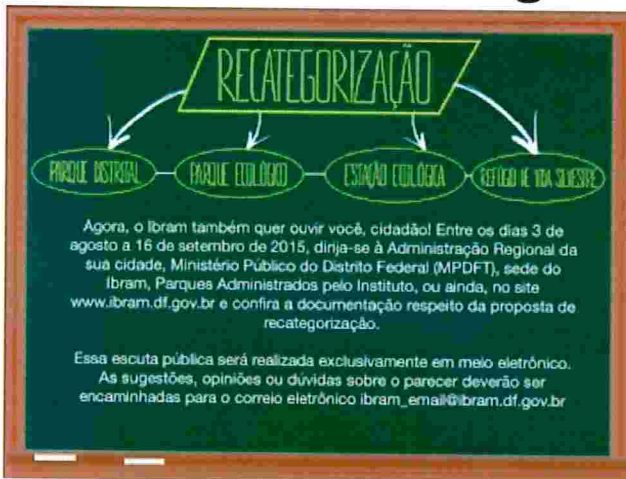 RECATEGORIZAÇÃO
PARQUE DISTRITAL
PARQUE ECOLÓGICO
ESTAÇÃO ECOLÓGICA
REFÚGIO DE VIDA SILVESTRE
Agora, o Ibram também quer ouvir você, cidadão! Entre os dias 3 de
agosto a 16 de setembro de 2015, dirija-se à Administração Regional da
sua cidade, Ministério Público do Distrito Federal (MPDFT), sede do
Ibram, Parques Administrados pelo Instituto, ou ainda, no site
www.ibram.df.gov.br e confira a documentação respeito da proposta de
recategorização.
Essa escuta pública será realizada exclusivamente em meio eletrônico.
As sugestões, opiniões ou dúvidas sobre o parecer deverão ser
encaminhadas para o correio eletrônico ibram_email@ibram.df.gov.br